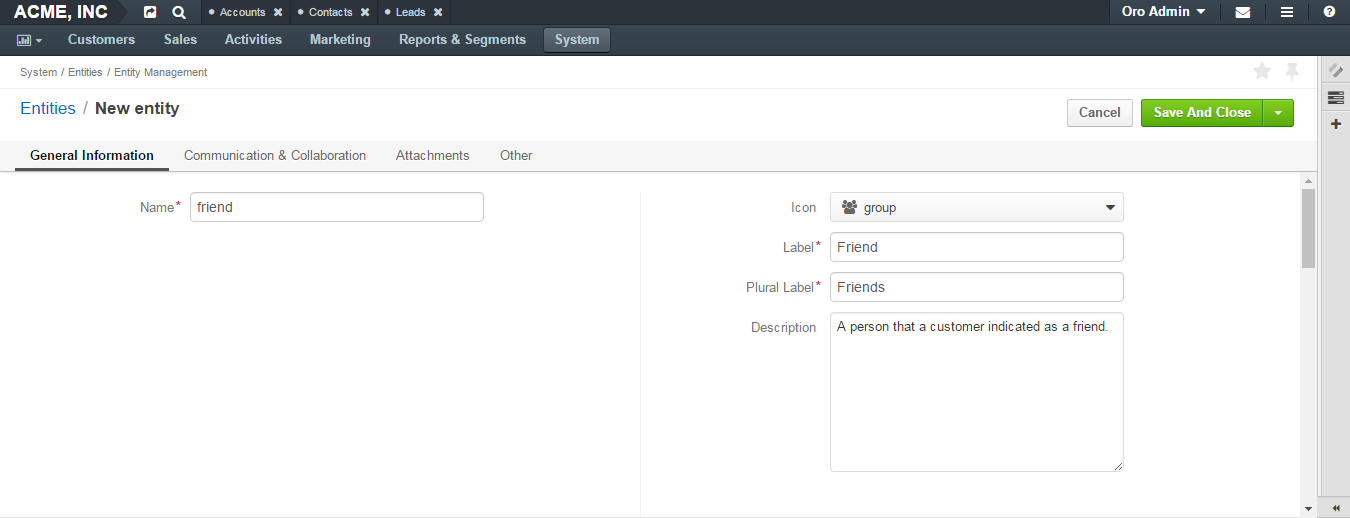 ACME, INC • Accounts ✖ • Contacts ✖ • Leads ✖ Oro Admin
Customers Sales Activities Marketing Reports & Segments System
System / Entities / Entity Management
Entities / New entity Cancel Save And Close
General Information Communication & Collaboration Attachments Other
Name* friend Icon group
Label* Friend
Plural Label* Friends
Description A person that a customer indicated as a friend.